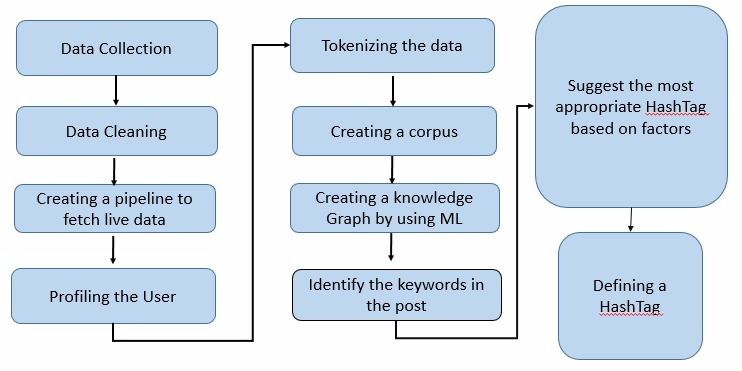 Data Collection
Data Cleaning
Creating a pipeline to
fetch live data
Profiling the User
Tokenizing the data
Creating a corpus
Creating a knowledge
Graph by using ML
Identify the keywords in
the post
Suggest the most
appropriate HashTag
based on factors
Defining a
HashTag